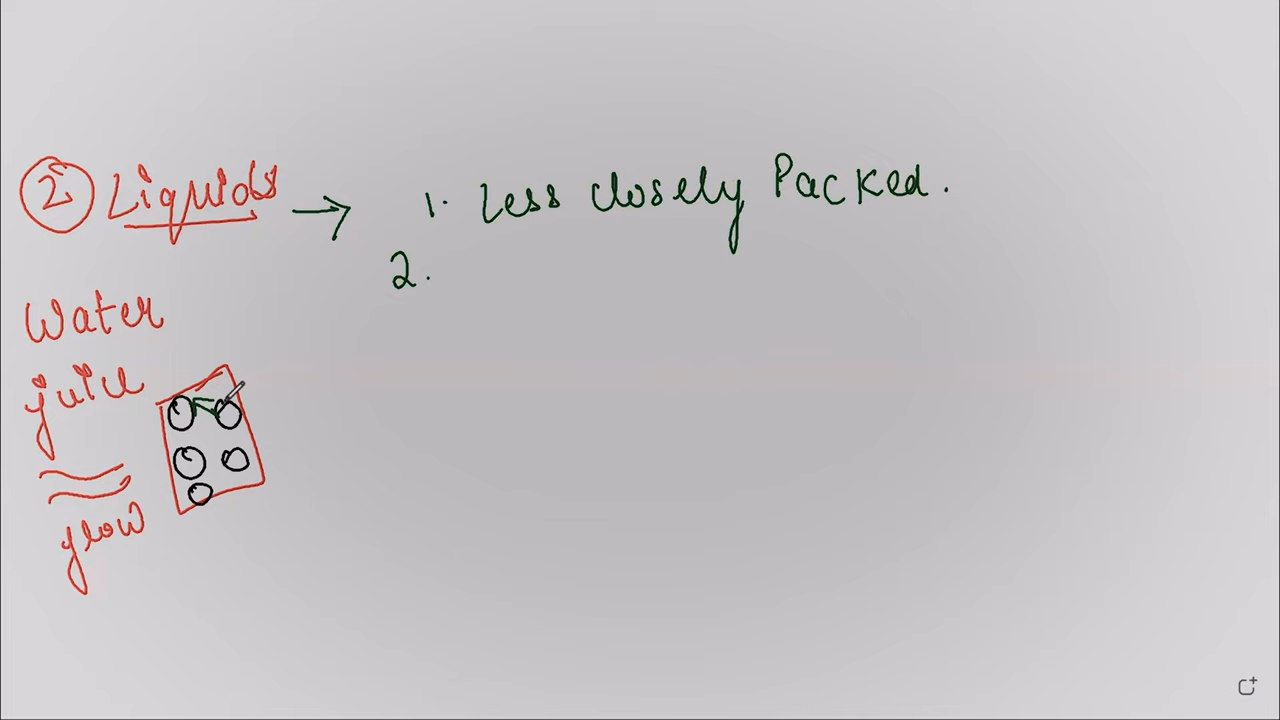 ② Liquids → 1. Less closely Packed.
2.
Water
juice
flow